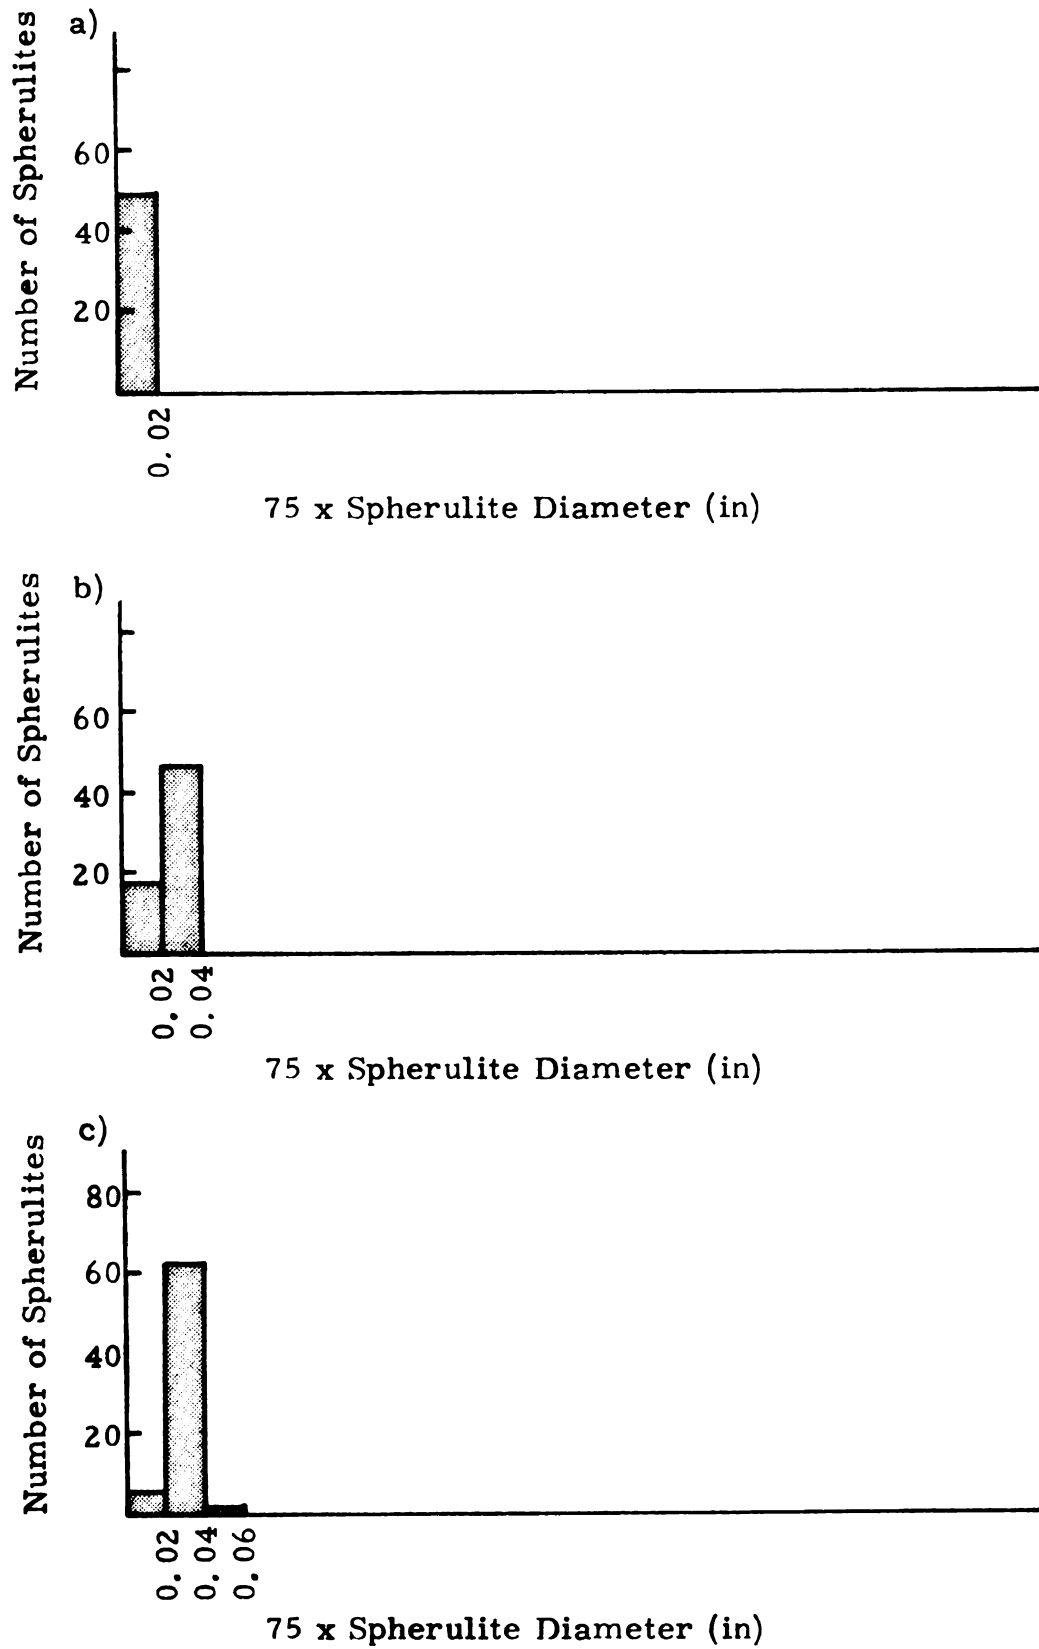 a)
Number of Spherulites
60
40
20
0.02
75 x Spherulite Diameter (in)
b)
Number of Spherulites
60
40
20
0.02
0.04
75 x Spherulite Diameter (in)
c)
Number of Spherulites
80
60
40
20
0.02
0.04
0.06
75 x Spherulite Diameter (in)